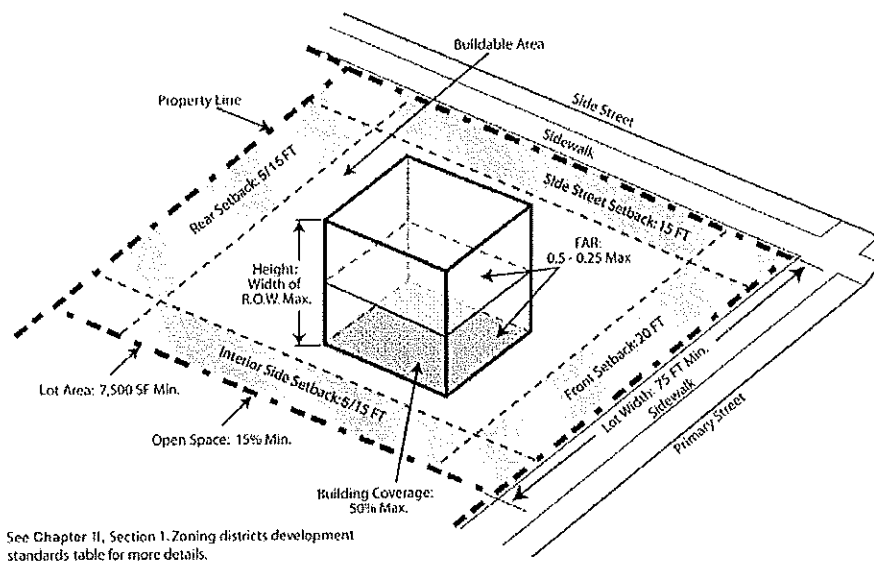 Buildable Area
Property Line
Side Street
Sidewalk
Rear Setback: 5/15 FT
Side Street Setback: 15 FT
FAR:
0.5 - 0.25 Max
Height:
Width of
R.O.W. Max.
Interior Side Setback: 5/15 FT
Front Setback: 20 FT
Lot Width: 75 FT Min.
Sidewalk
Primary Street
Lot Area: 7,500 SF Min.
Open Space: 15% Min.
Building Coverage:
50% Max.
See Chapter II, Section 1. Zoning districts development
standards table for more details.